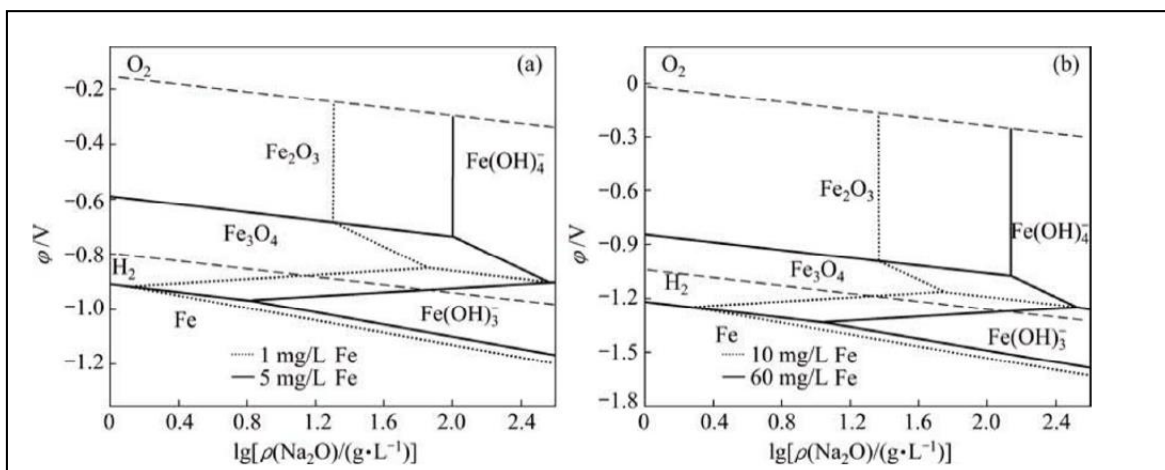 (a)
O₂
−0.2
−0.4
Fe₂O₃
Fe(OH)₄⁻
−0.6
Fe₃O₄
φ/V
−0.8
H₂
−1.0
Fe(OH)₃⁻
Fe
−1.2
1 mg/L Fe
5 mg/L Fe
0 0.4 0.8 1.2 1.6 2.0 2.4
lg[ρ(Na₂O)/(g•L⁻¹)]
(b)
O₂
0
−0.3
Fe₂O₃
−0.6
Fe(OH)₄⁻
φ/V
−0.9
Fe₃O₄
H₂
−1.2
Fe(OH)₃⁻
Fe
−1.5
10 mg/L Fe
60 mg/L Fe
−1.8
0 0.4 0.8 1.2 1.6 2.0 2.4
lg[ρ(Na₂O)/(g•L⁻¹)]